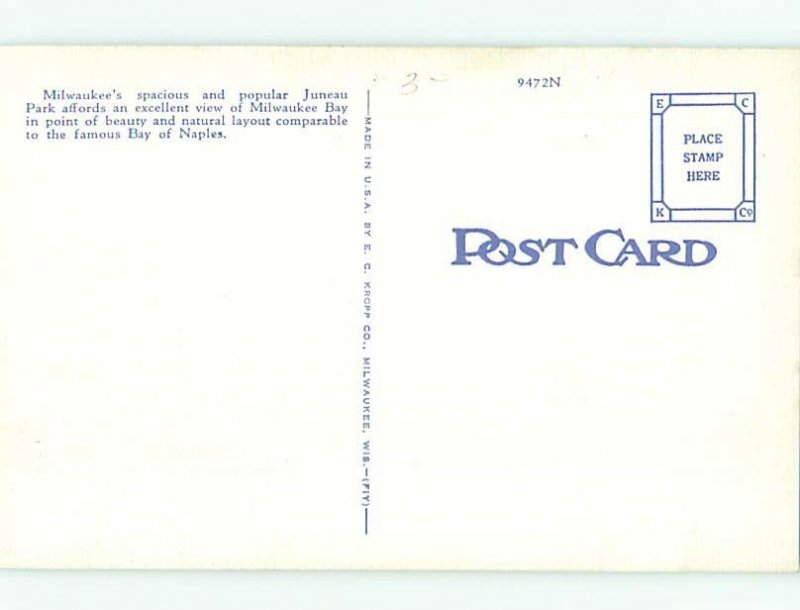 Milwaukee's spacious and popular Juneau
Park affords an excellent view of Milwaukee Bay
in point of beauty and natural layout comparable
to the famous Bay of Naples.
MADE IN U.S.A. BY E. C. KROPP CO., MILWAUKEE, WIS.—(FIY)
3 -
9472N
E C
PLACE
STAMP
HERE
K Co
POST CARD